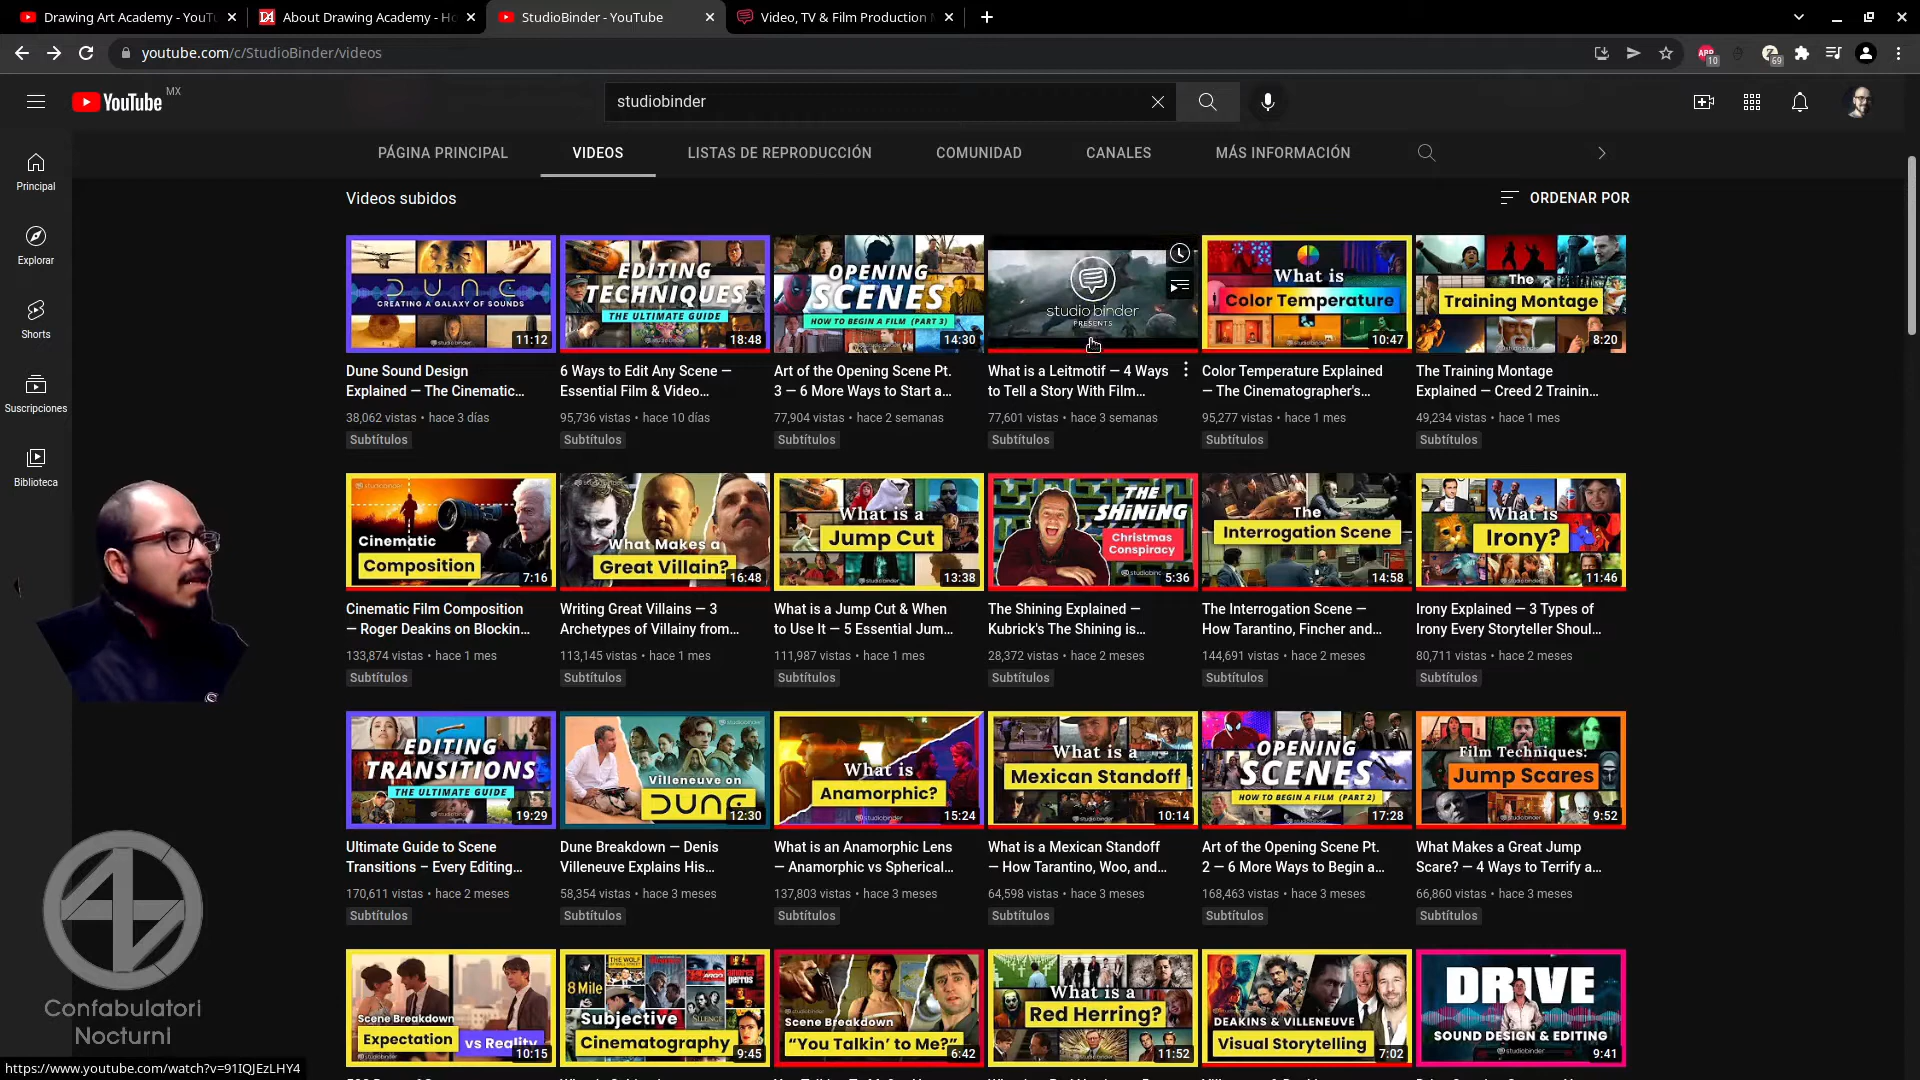 Drawing Art Academy - YouTu
About Drawing Academy - Ho
StudioBinder - YouTube
Video, TV & Film Production M
youtube.com/c/StudioBinder/videos
10
69
YouTube MX
studiobinder
PÁGINA PRINCIPAL
VIDEOS
LISTAS DE REPRODUCCIÓN
COMUNIDAD
CANALES
MÁS INFORMACIÓN
Principal
Explorar
Shorts
Suscripciones
Biblioteca
Videos subidos
ORDENAR POR
DUNE
CREATING A GALAXY OF SOUNDS
11:12
EDITING
TECHNIQUES
THE ULTIMATE GUIDE
18:48
OPENING
SCENES
HOW TO BEGIN A FILM (PART 3)
14:30
studiobinder
PRESENTS
What is
Color Temperature
10:47
The
Training Montage
8:20
Dune Sound Design
Explained — The Cinematic...
38,062 vistas • hace 3 días
Subtítulos
6 Ways to Edit Any Scene —
Essential Film & Video...
95,736 vistas • hace 10 días
Subtítulos
Art of the Opening Scene Pt.
3 — 6 More Ways to Start a...
77,904 vistas • hace 2 semanas
Subtítulos
What is a Leitmotif — 4 Ways
to Tell a Story With Film...
77,601 vistas • hace 3 semanas
Subtítulos
Color Temperature Explained
— The Cinematographer's...
95,277 vistas • hace 1 mes
Subtítulos
The Training Montage
Explained — Creed 2 Trainin...
49,234 vistas • hace 1 mes
Subtítulos
Cinematic
Composition
7:16
What Makes a
Great Villain?
16:48
What is a
Jump Cut
13:38
THE
SHiNiNG
Christmas
Conspiracy
5:36
The
Interrogation Scene
14:58
What is
Irony?
11:46
Cinematic Film Composition
— Roger Deakins on Blockin...
133,874 vistas • hace 1 mes
Subtítulos
Writing Great Villains — 3
Archetypes of Villainy from...
113,145 vistas • hace 1 mes
Subtítulos
What is a Jump Cut & When
to Use It — 5 Essential Jum...
111,987 vistas • hace 1 mes
Subtítulos
The Shining Explained —
Kubrick's The Shining is...
28,372 vistas • hace 2 meses
Subtítulos
The Interrogation Scene —
How Tarantino, Fincher and...
144,691 vistas • hace 2 meses
Subtítulos
Irony Explained — 3 Types of
Irony Every Storyteller Shoul...
80,711 vistas • hace 2 meses
Subtítulos
EDITING
TRANSITIONS
THE ULTIMATE GUIDE
19:29
Villeneuve on
DUNE
12:30
What is
Anamorphic?
15:24
What is a
Mexican Standoff
10:14
OPENING
SCENES
HOW TO BEGIN A FILM (PART 2)
17:28
Film Techniques:
Jump Scares
9:52
Ultimate Guide to Scene
Transitions – Every Editing...
170,611 vistas • hace 2 meses
Subtítulos
Dune Breakdown — Denis
Villeneuve Explains His...
58,354 vistas • hace 3 meses
Subtítulos
What is an Anamorphic Lens
— Anamorphic vs Spherical...
137,803 vistas • hace 3 meses
Subtítulos
What is a Mexican Standoff
— How Tarantino, Woo, and...
64,598 vistas • hace 3 meses
Subtítulos
Art of the Opening Scene Pt.
2 — 6 More Ways to Begin a...
168,463 vistas • hace 3 meses
Subtítulos
What Makes a Great Jump
Scare? — 4 Ways to Terrify a...
66,860 vistas • hace 3 meses
Subtítulos
Scene Breakdown
Expectation vs Reality
10:15
8 Mile
Subjective
Cinematography
9:45
Scene Breakdown
"You Talkin' to Me?"
6:42
What is a
Red Herring?
11:52
DEAKINS & VILLENEUVE
Visual Storytelling
7:02
DRIVE
SOUND DESIGN & EDITING
9:41
Confabulatori
Nocturni
https://www.youtube.com/watch?v=91IQJEzLHY4